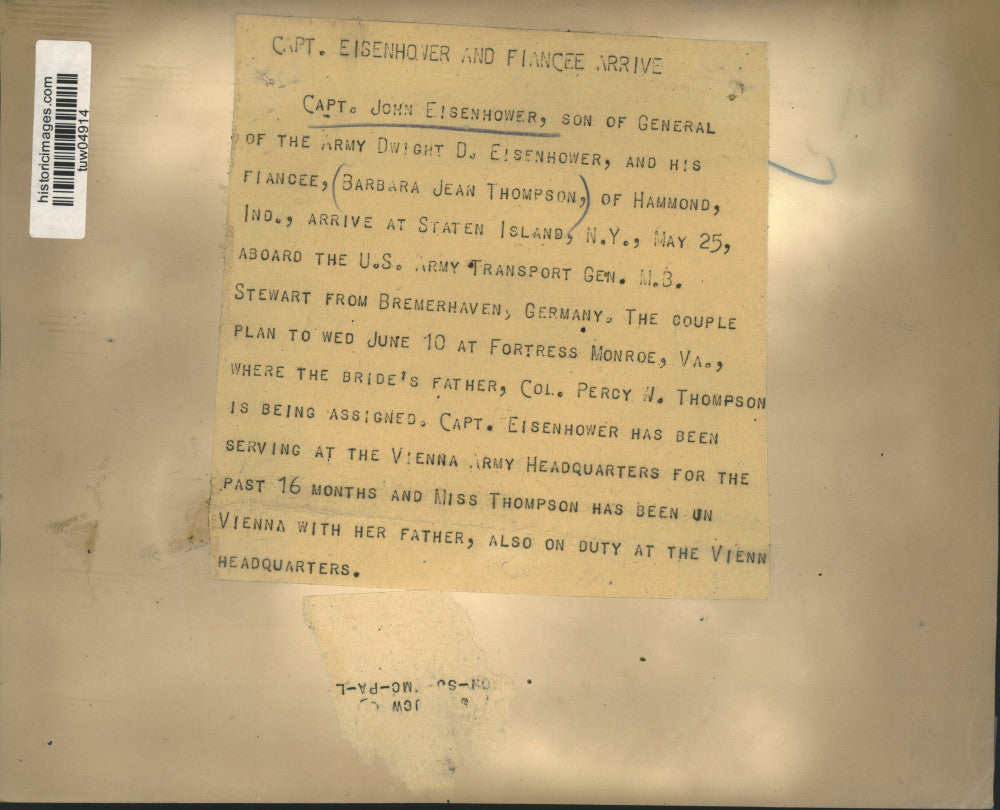 historicimages.com
tuw04914
CAPT. EISENHOWER AND FIANCEE ARRIVE
CAPT. JOHN EISENHOWER, SON OF GENERAL
OF THE ARMY DWIGHT D. EISENHOWER, AND HIS
FIANCEE, (BARBARA JEAN THOMPSON,) OF HAMMOND,
IND., ARRIVE AT STATEN ISLAND, N.Y., MAY 25,
ABOARD THE U.S. ARMY TRANSPORT GEN. M.B.
STEWART FROM BREMERHAVEN, GERMANY. THE COUPLE
PLAN TO WED JUNE 10 AT FORTRESS MONROE, VA.,
WHERE THE BRIDE'S FATHER, COL. PERCY W. THOMPSON
IS BEING ASSIGNED. CAPT. EISENHOWER HAS BEEN
SERVING AT THE VIENNA ARMY HEADQUARTERS FOR THE
PAST 16 MONTHS AND MISS THOMPSON HAS BEEN UN
VIENNA WITH HER FATHER, ALSO ON DUTY AT THE VIENN
HEADQUARTERS.
JCW
MC-PA-L